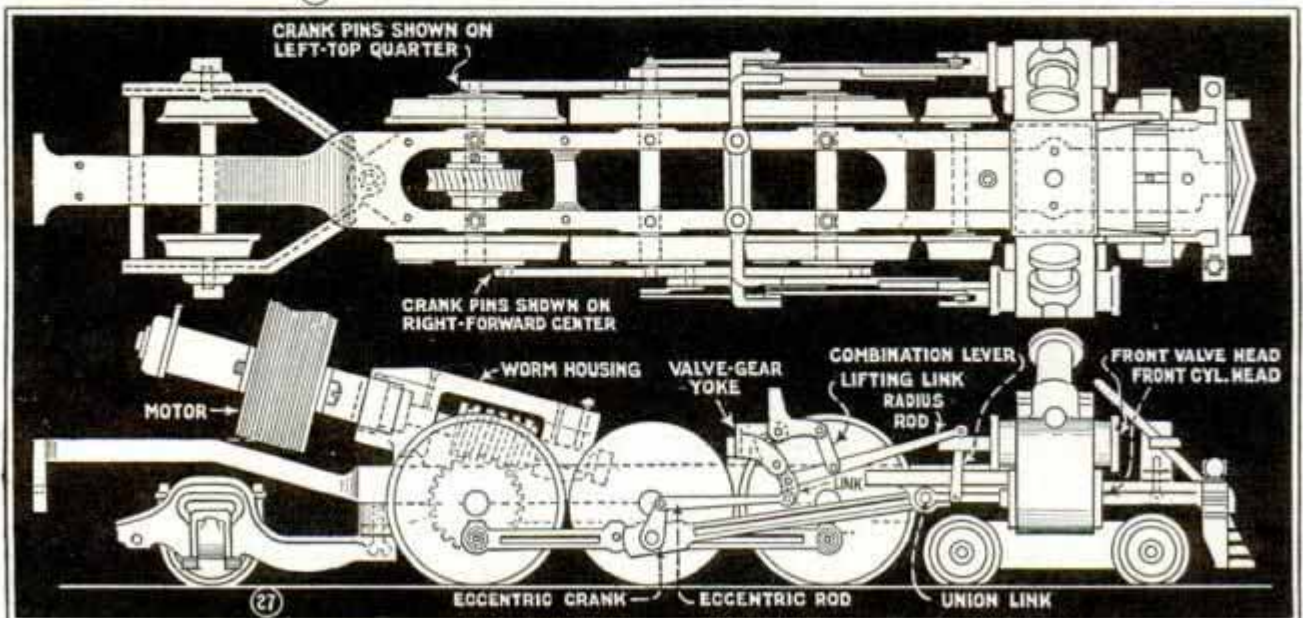 CRANK PINS SHOWN ON
LEFT-TOP QUARTER
CRANK PINS SHOWN ON
RIGHT-FORWARD CENTER
MOTOR
WORM HOUSING
VALVE-GEAR
YOKE
COMBINATION LEVER
LIFTING LINK
RADIUS
ROD
FRONT VALVE HEAD
FRONT CYL. HEAD
LINK
27
ECCENTRIC CRANK
ECCENTRIC ROD
UNION LINK